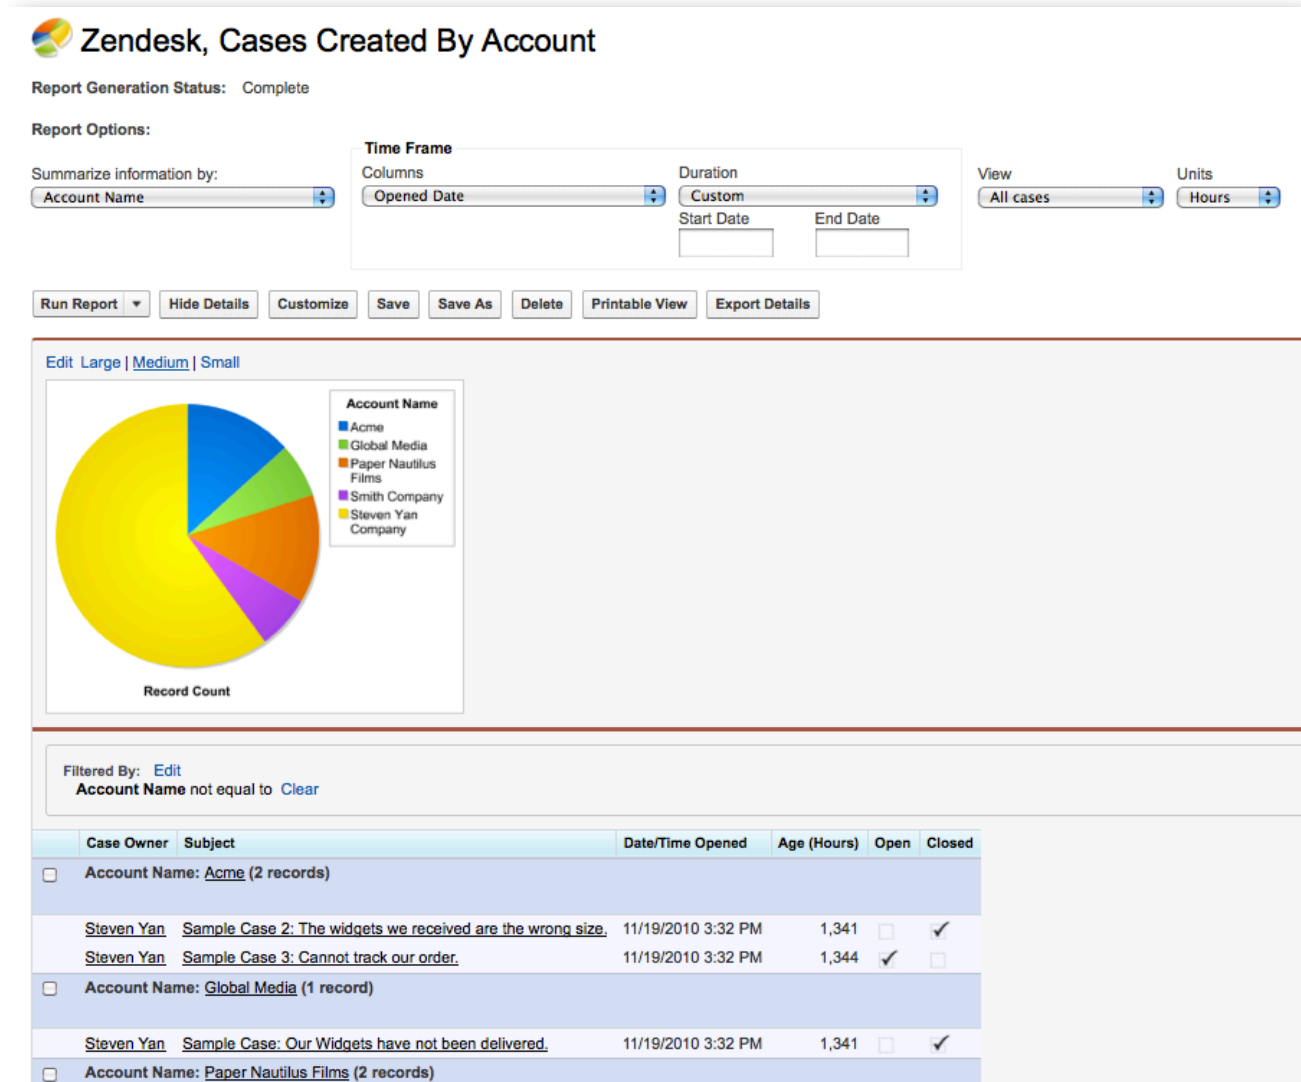 Zendesk, Cases Created By Account
Report Generation Status: Complete
Report Options:
Time Frame
Summarize information by: Columns Duration View Units
Account Name Opened Date Custom All cases Hours
Start Date End Date
Run Report Hide Details Customize Save Save As Delete Printable View Export Details
Edit Large | Medium | Small
Account Name
Acme
Global Media
Paper Nautilus
Films
Smith Company
Steven Yan
Company
Record Count
Filtered By: Edit
Account Name not equal to Clear
Case Owner Subject Date/Time Opened Age (Hours) Open Closed
Account Name: Acme (2 records)
Steven Yan Sample Case 2: The widgets we received are the wrong size. 11/19/2010 3:32 PM 1,341
Steven Yan Sample Case 3: Cannot track our order. 11/19/2010 3:32 PM 1,344
Account Name: Global Media (1 record)
Steven Yan Sample Case: Our Widgets have not been delivered. 11/19/2010 3:32 PM 1,341
Account Name: Paper Nautilus Films (2 records)